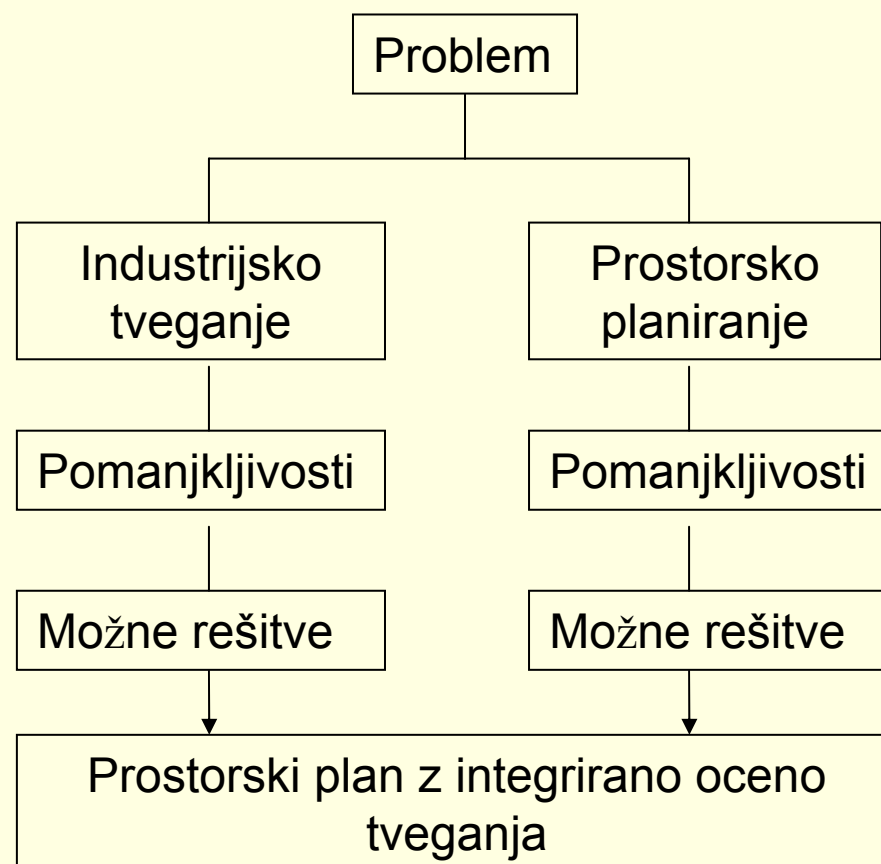 Problem
Industrijsko
tveganje
Prostorsko
planiranje
Pomanjkljivosti
Pomanjkljivosti
Možne rešitve
Možne rešitve
Prostorski plan z integrirano oceno
tveganja